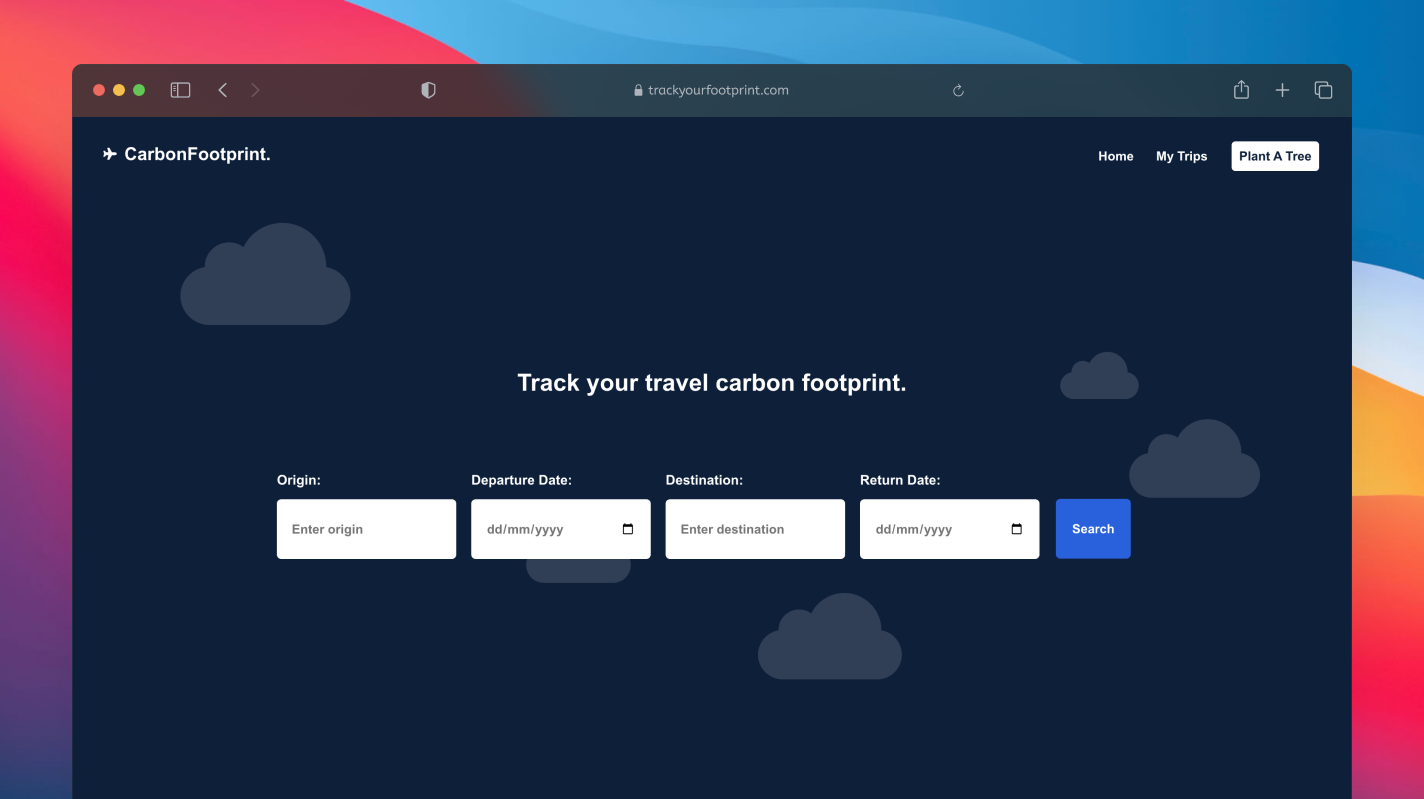 trackyourfootprint.com
CarbonFootprint.
Home My Trips Plant A Tree
Track your travel carbon footprint.
Origin: Departure Date: Destination: Return Date:
Enter origin dd/mm/yyyy Enter destination dd/mm/yyyy Search